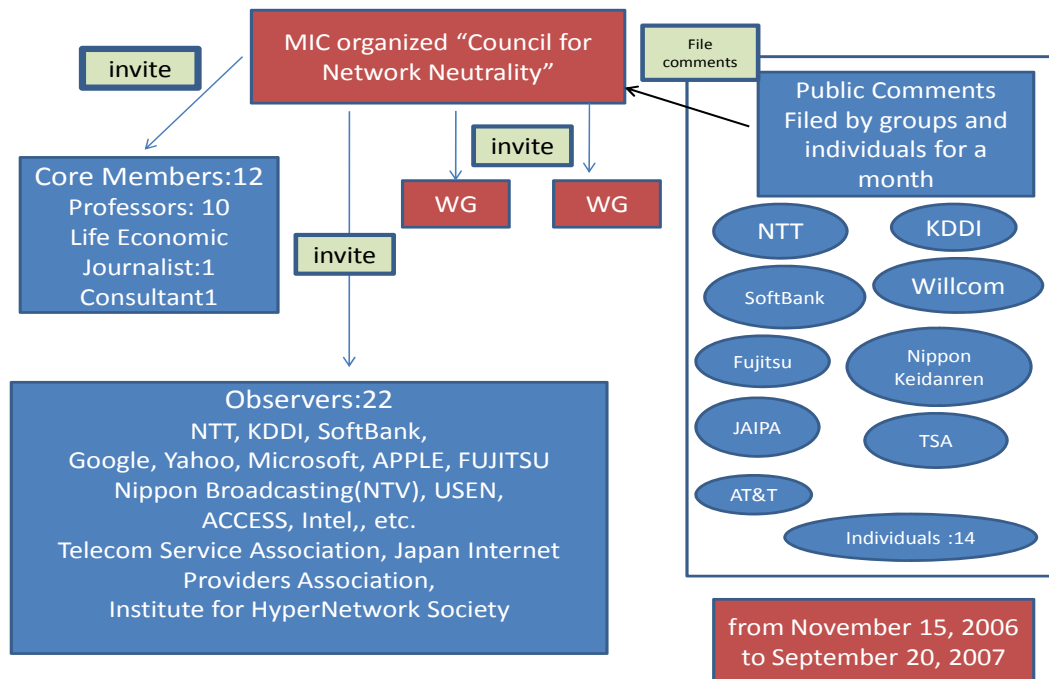 MIC organized “Council for
Network Neutrality”
invite
File
comments
Public Comments
Filed by groups and
individuals for a
month
invite
Core Members:12
Professors: 10
Life Economic
Journalist:1
Consultant1
WG
WG
invite
NTT
KDDI
SoftBank
Willcom
Fujitsu
Nippon
Keidanren
JAIPA
TSA
AT&T
Individuals :14
Observers:22
NTT, KDDI, SoftBank,
Google, Yahoo, Microsoft, APPLE, FUJITSU
Nippon Broadcasting(NTV), USEN,
ACCESS, Intel,, etc.
Telecom Service Association, Japan Internet
Providers Association,
Institute for HyperNetwork Society
from November 15, 2006
to September 20, 2007